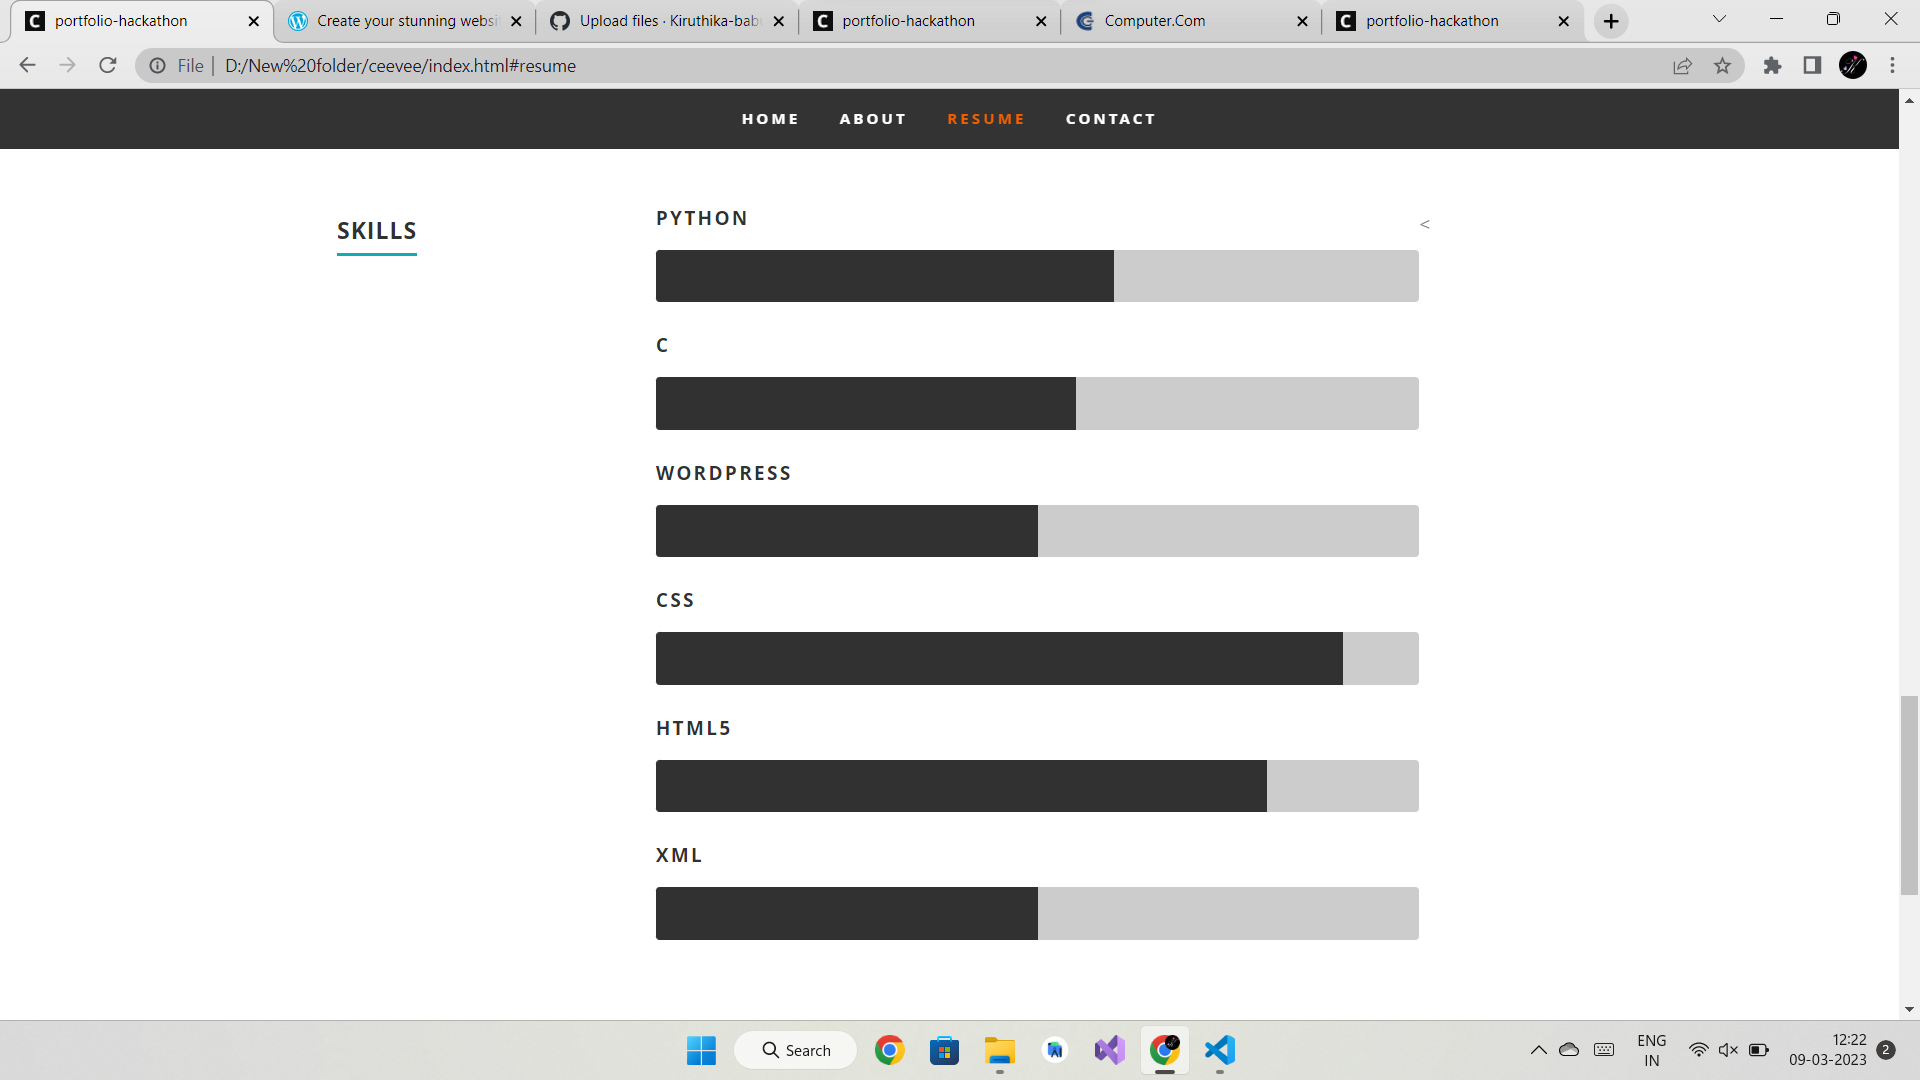 portfolio-hackathon
Create your stunning websi
Upload files · Kiruthika-bab
portfolio-hackathon
Computer.Com
portfolio-hackathon
File | D:/New%20folder/ceevee/index.html#resume
HOME ABOUT RESUME CONTACT
SKILLS
PYTHON
<
C
WORDPRESS
CSS
HTML5
XML
Search
ENG
IN
12:22
09-03-2023
2